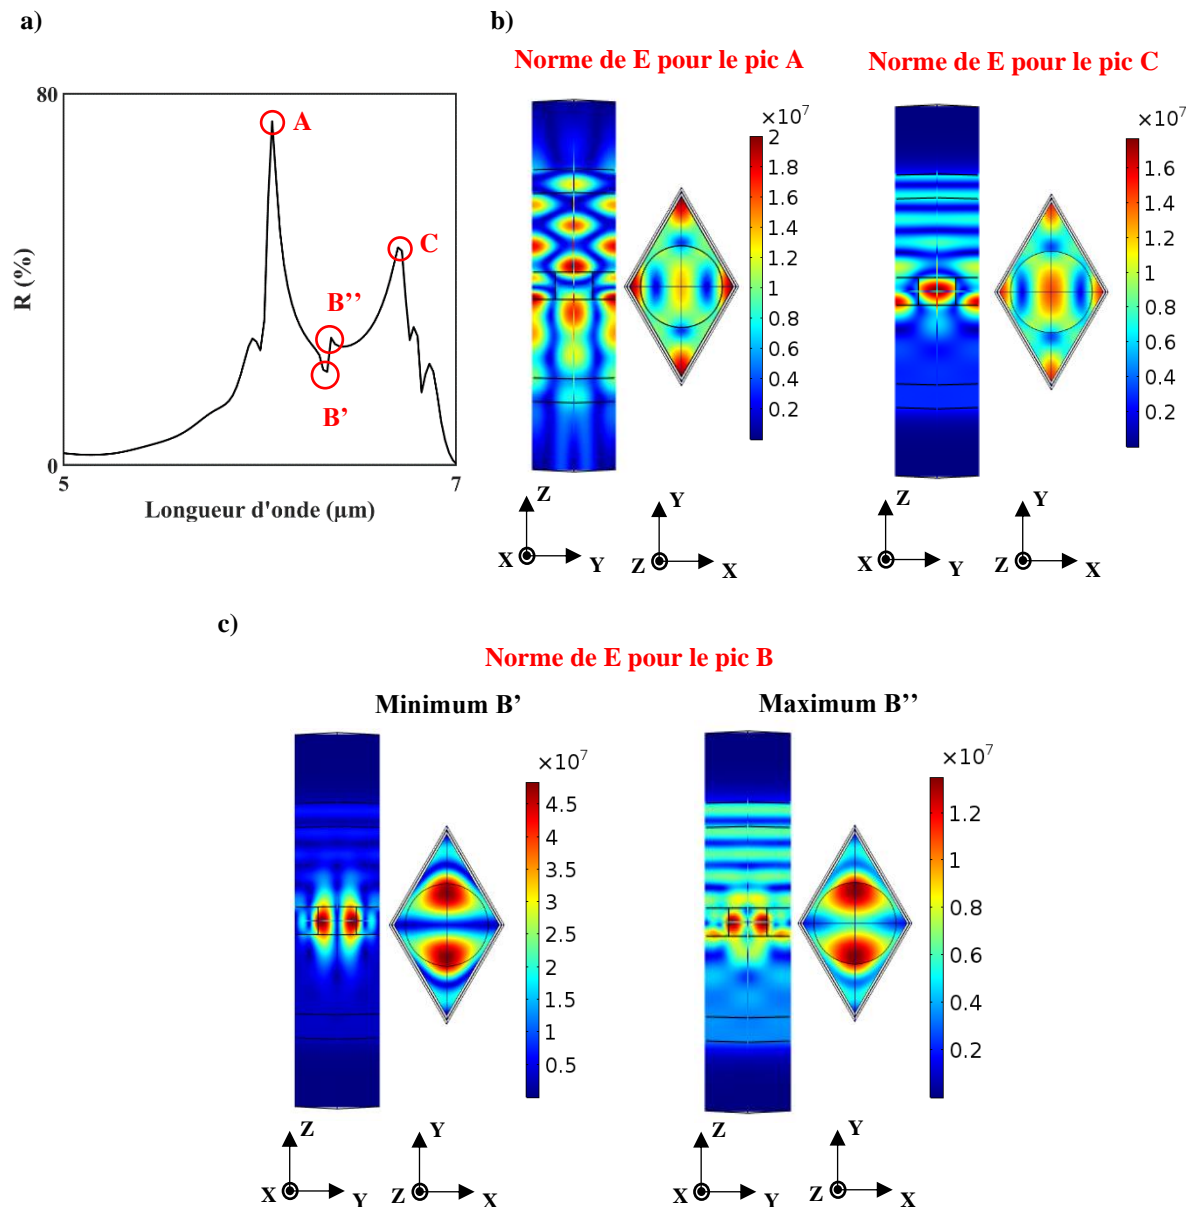 a)
80
A
C
B’’
B’
R (%)
0
5
7
Longueur d'onde (µm)
b)
Norme de E pour le pic A
Norme de E pour le pic C
×10⁷
2
1.8
1.6
1.4
1.2
1
0.8
0.6
0.4
0.2
×10⁷
1.6
1.4
1.2
1
0.8
0.6
0.4
0.2
Z
X
Y
Y
Z
X
Z
X
Y
Y
Z
X
c)
Norme de E pour le pic B
Minimum B’
Maximum B’’
×10⁷
4.5
4
3.5
3
2.5
2
1.5
1
0.5
×10⁷
1.2
1
0.8
0.6
0.4
0.2
Z
X
Y
Y
Z
X
Z
X
Y
Y
Z
X